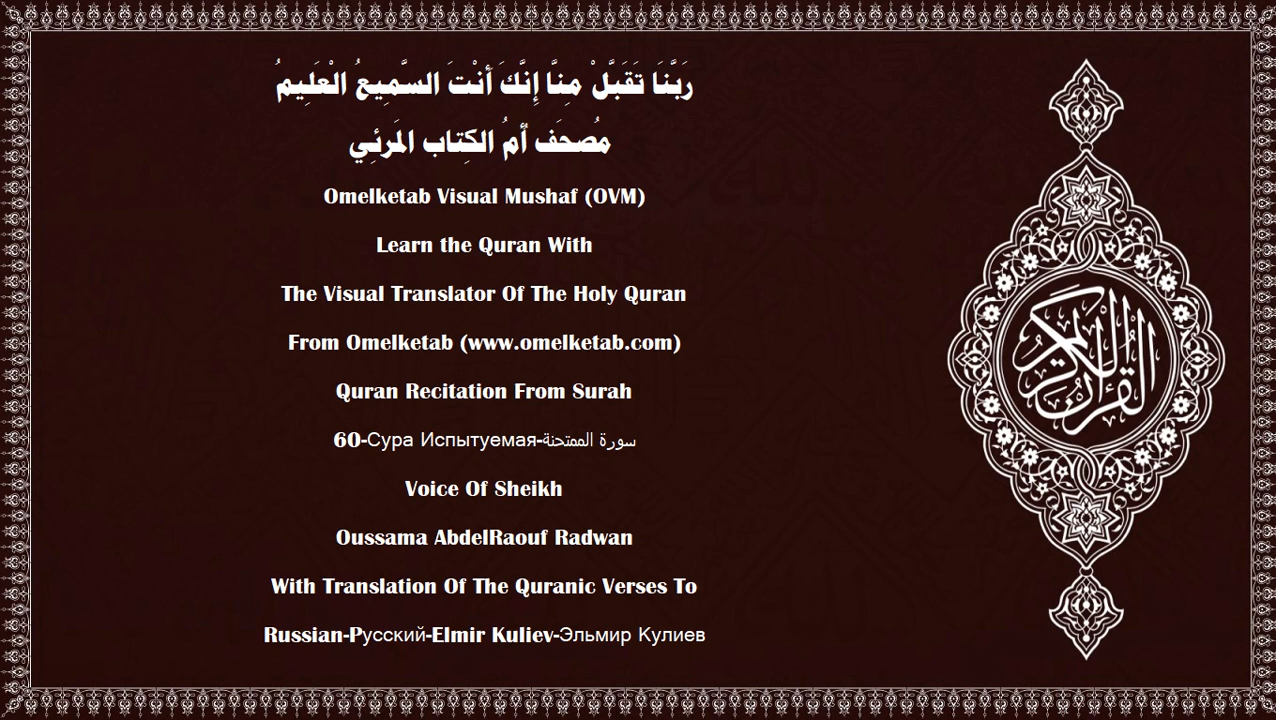 رَبَّنَا تَقَبَّلْ مِنَّا إِنَّكَ أَنْتَ السَّمِيعُ الْعَلِيمُ
مُصحَف أمُ الكِتاب المَرئِي
Omelketab Visual Mushaf (OVM)
Learn the Quran With
The Visual Translator Of The Holy Quran
From Omelketab (www.omelketab.com)
Quran Recitation From Surah
60-Сура Испытуемая-سورة الممتحنة
Voice Of Sheikh
Oussama AbdelRaouf Radwan
With Translation Of The Quranic Verses To
Russian-Русский-Elmir Kuliev-Эльмир Кулиев
القرآن الكريم